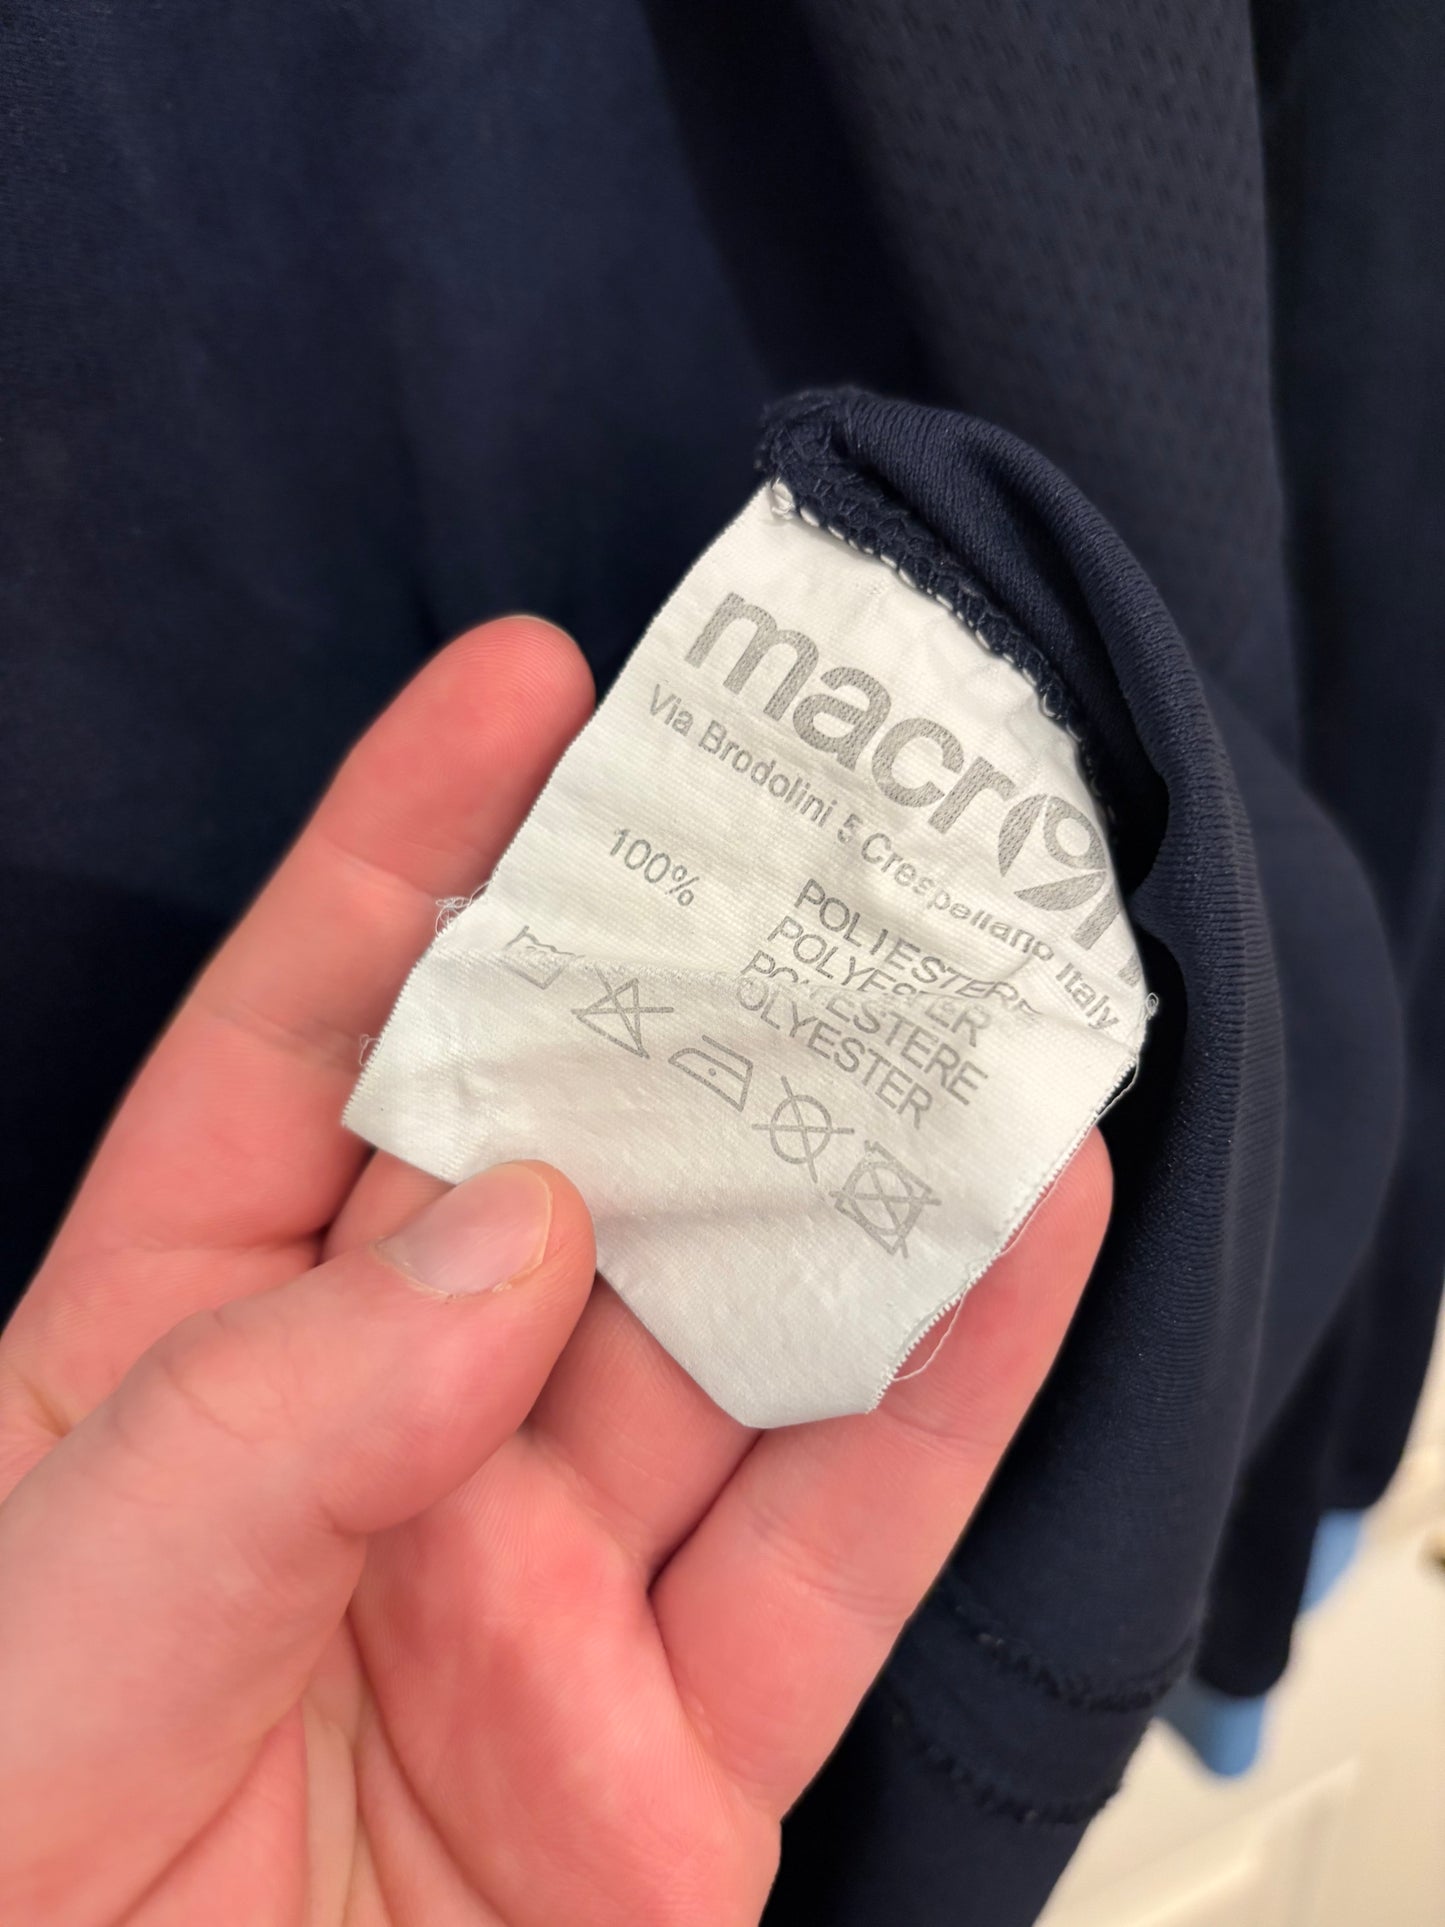 macron
Via Brodolini 5 Crespellano Italy
100% POLIESTERE
POLYESTER
POLYESTERE
POLYESTER